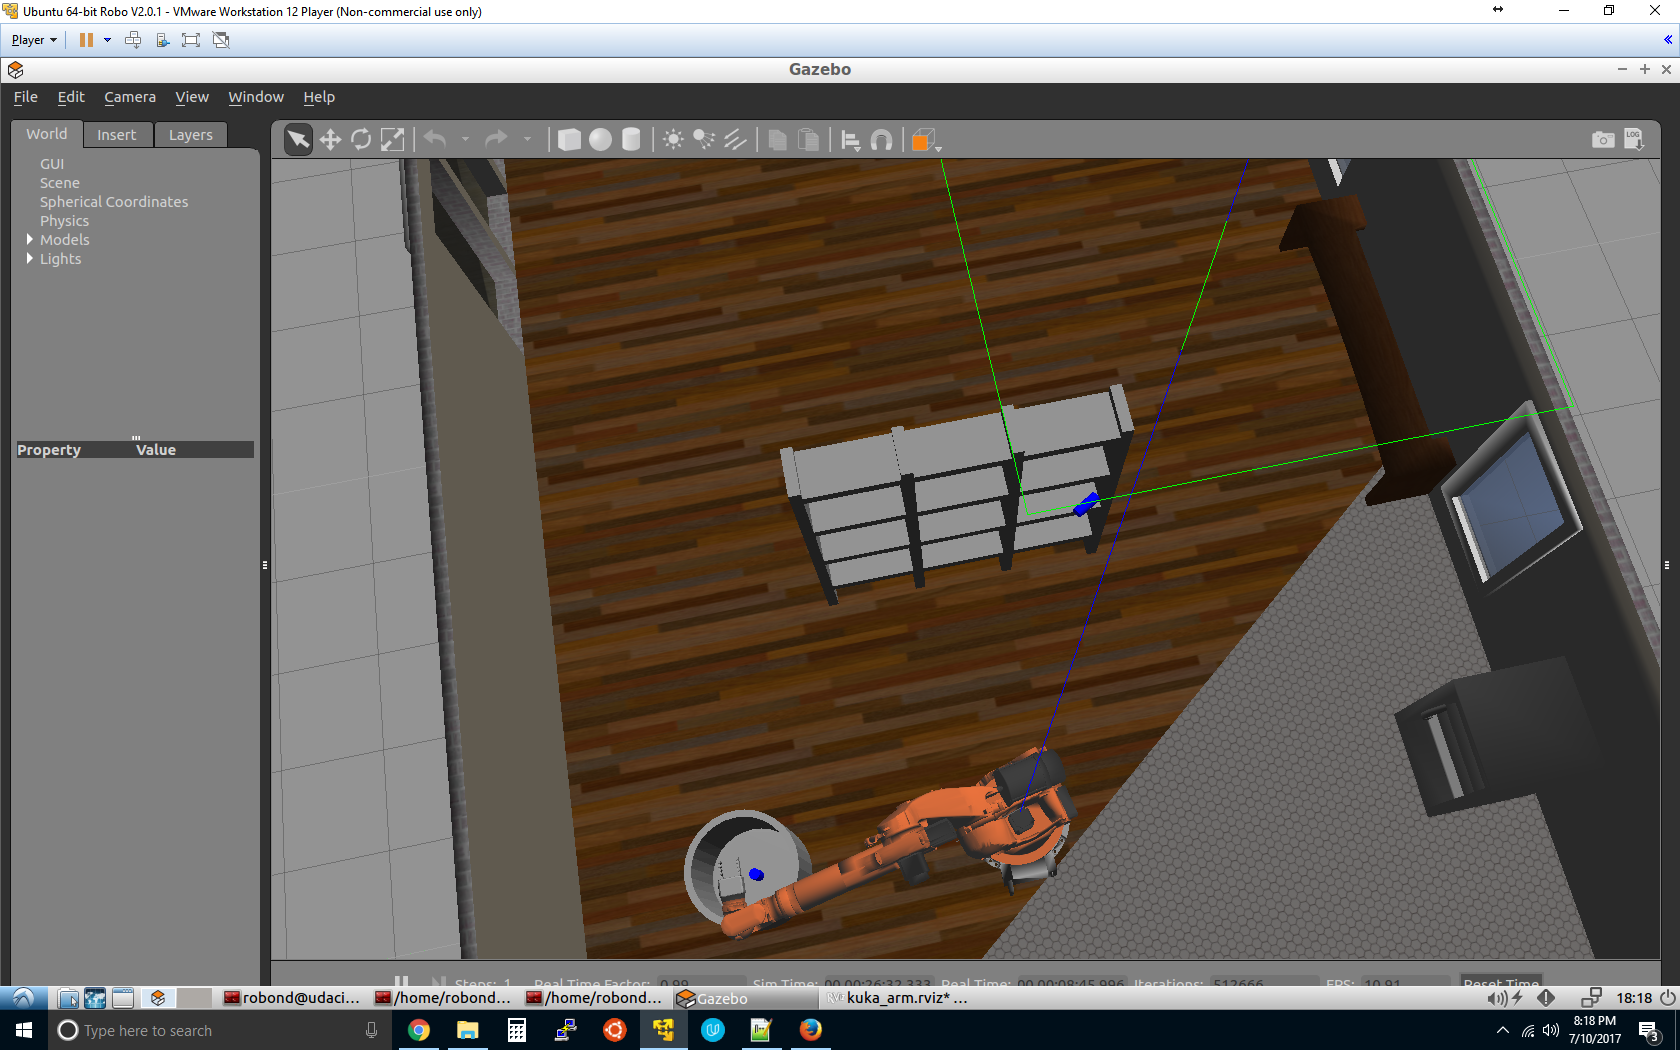 Ubuntu 64-bit Robo V2.0.1 - VMware Workstation 12 Player (Non-commercial use only)
Player
Gazebo
File Edit Camera View Window Help
World Insert Layers
LOG
GUI
Scene
Spherical Coordinates
Physics
Models
Lights
Property Value
Steps: 1 Real Time Factor: 0.99 Sim Time: 00 00:26:32.333 Real Time: 00 00:08:45.996 Iterations: 512666 FPS: 10.91 Reset Time
robond@udaci... /home/robond... /home/robond... Gazebo kuka_arm.rviz* ... 18:18
Type here to search
8:18 PM
7/10/2017
3